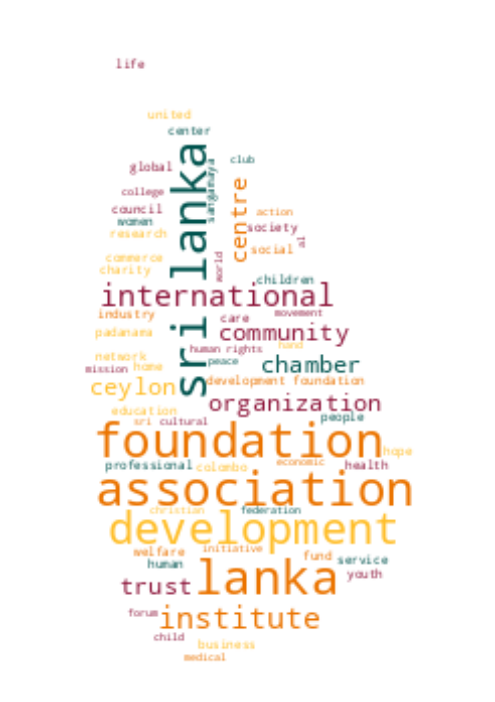 life
united
center
sri lanka
sangamaya
club
global
centre
college
council
action
women
society
research
al
social
commerce
world
charity
children
international
industry
movement
care
padanama
community
hand
human rights
network
peace
chamber
mission
home
ceylon
development foundation
organization
education
people
sri
cultural
foundation
hope
professional
colombo
economic
health
association
christian
federation
development
welfare
initiative
fund
service
human
lanka
youth
trust
forum
institute
child
business
medical